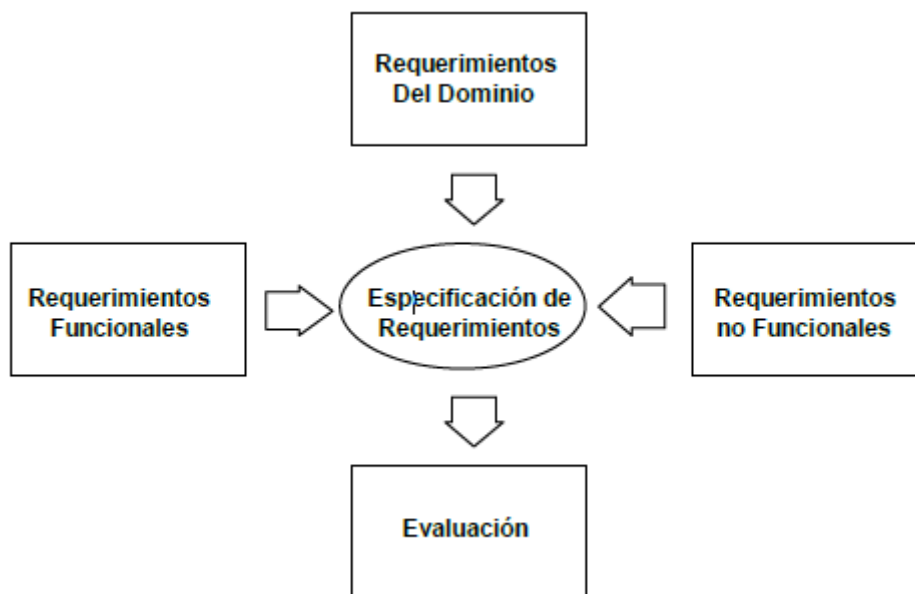 Requerimientos
Del Dominio
Requerimientos
Funcionales
Especificación de
Requerimientos
Requerimientos
no Funcionales
Evaluación